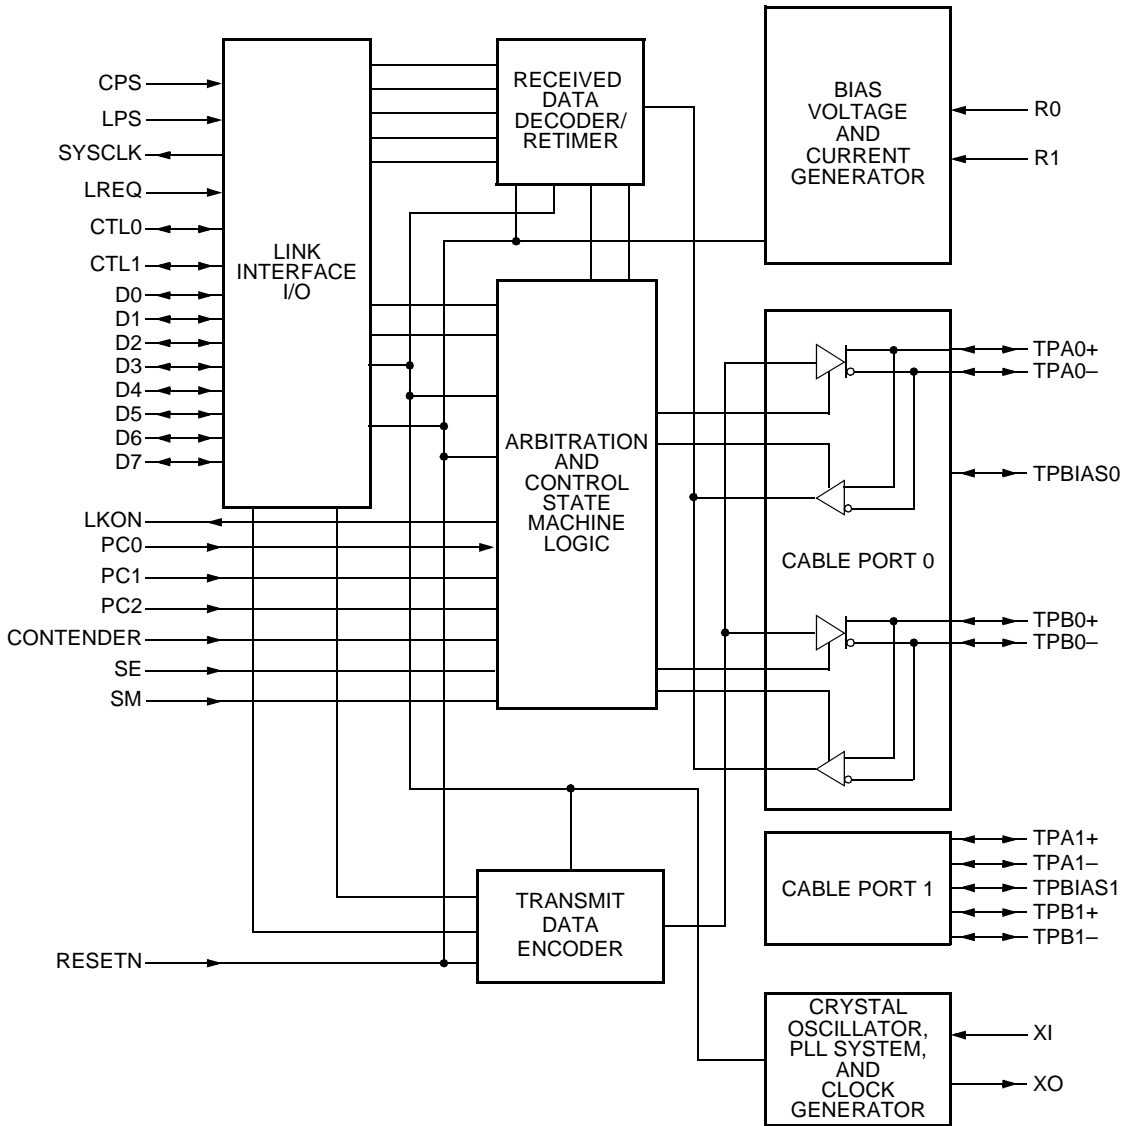 CPS
LPS
SYSCLK
LREQ
CTL0
CTL1
D0
D1
D2
D3
D4
D5
D6
D7
LKON
PC0
PC1
PC2
CONTENDER
SE
SM
RESETN
LINK
INTERFACE
I/O
RECEIVED
DATA
DECODER/
RETIMER
ARBITRATION
AND
CONTROL
STATE
MACHINE
LOGIC
TRANSMIT
DATA
ENCODER
BIAS
VOLTAGE
AND
CURRENT
GENERATOR
R0
R1
CABLE PORT 0
TPA0+
TPA0–
TPBIAS0
TPB0+
TPB0–
CABLE PORT 1
TPA1+
TPA1–
TPBIAS1
TPB1+
TPB1–
CRYSTAL
OSCILLATOR,
PLL SYSTEM,
AND
CLOCK
GENERATOR
XI
XO